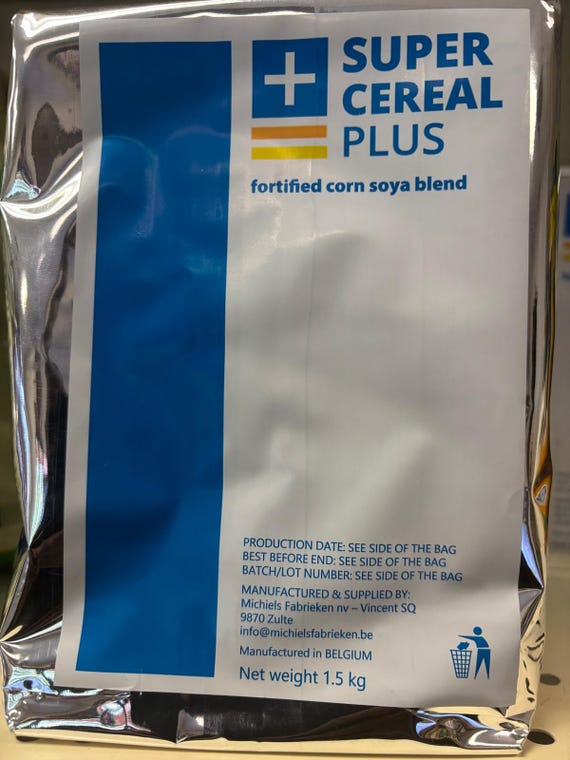 SUPER
CEREAL
PLUS
fortified corn soya blend
PRODUCTION DATE: SEE SIDE OF THE BAG
BEST BEFORE END: SEE SIDE OF THE BAG
BATCH/LOT NUMBER: SEE SIDE OF THE BAG
MANUFACTURED & SUPPLIED BY:
Michiels Fabrieken nv – Vincent SQ
9870 Zulte
info@michielsfabrieken.be
Manufactured in BELGIUM
Net weight 1.5 kg